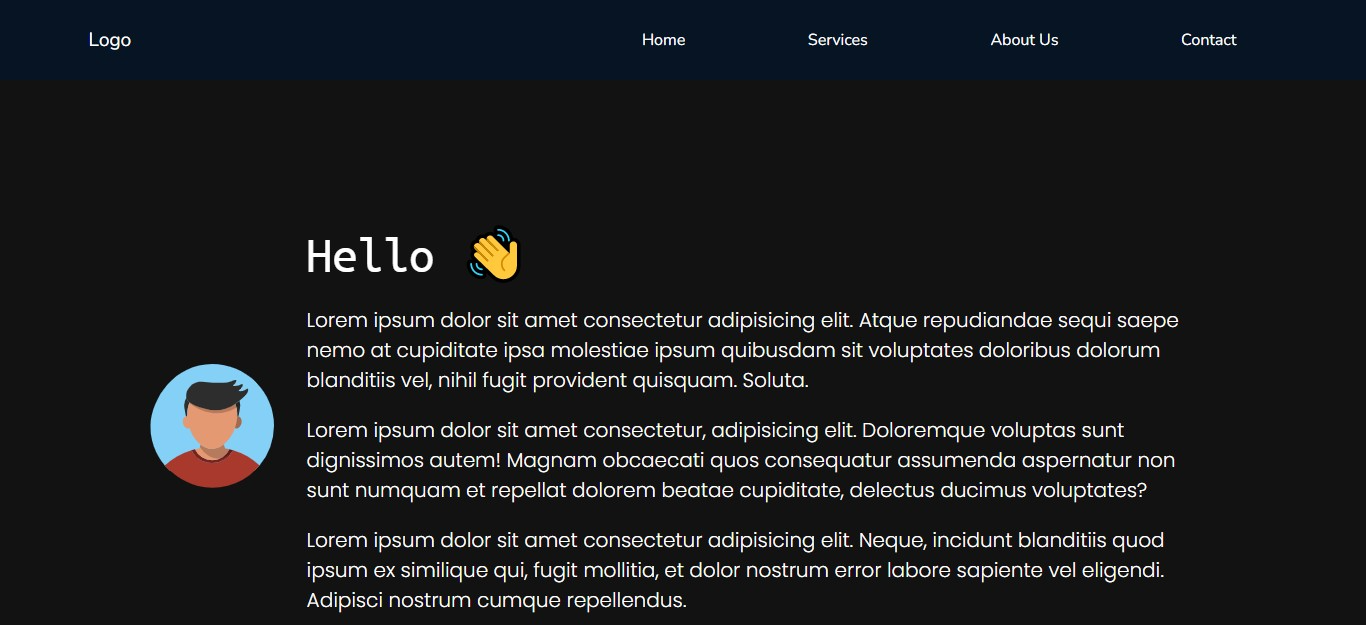 Logo
Home
Services
About Us
Contact
Hello 👋
Lorem ipsum dolor sit amet consectetur adipisicing elit. Atque repudiandae sequi saepe
nemo at cupiditate ipsa molestiae ipsum quibusdam sit voluptates doloribus dolorum
blanditiis vel, nihil fugit provident quisquam. Soluta.
Lorem ipsum dolor sit amet consectetur, adipisicing elit. Doloremque voluptas sunt
dignissimos autem! Magnam obcaecati quos consequatur assumenda aspernatur non
sunt numquam et repellat dolorem beatae cupiditate, delectus ducimus voluptates?
Lorem ipsum dolor sit amet consectetur adipisicing elit. Neque, incidunt blanditiis quod
ipsum ex similique qui, fugit mollitia, et dolor nostrum error labore sapiente vel eligendi.
Adipisci nostrum cumque repellendus.